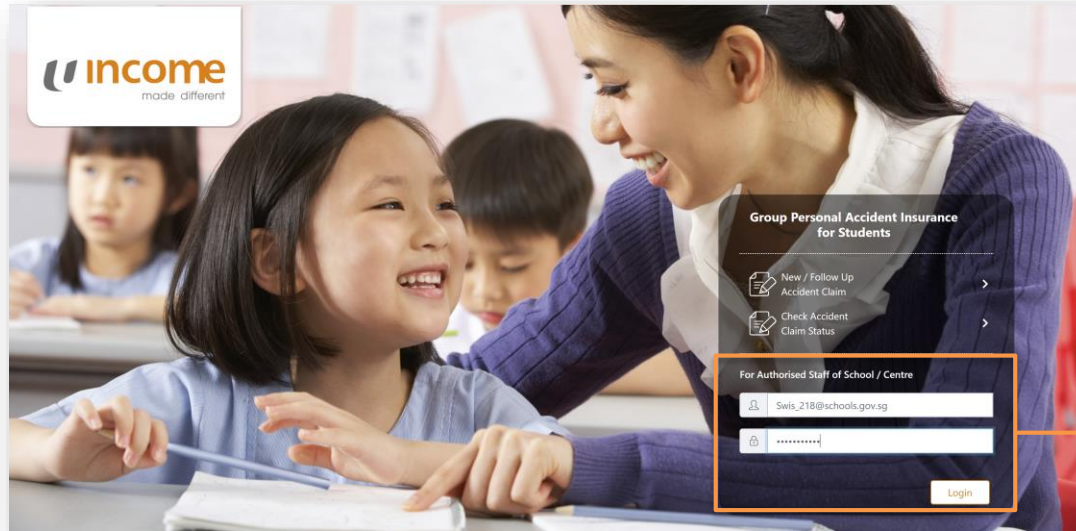 income
made different
Group Personal Accident Insurance
for Students
New / Follow Up
Accident Claim
Check Accident
Claim Status
For Authorised Staff of School / Centre
Swis_218@schools.gov.sg
•••••••••••
Login